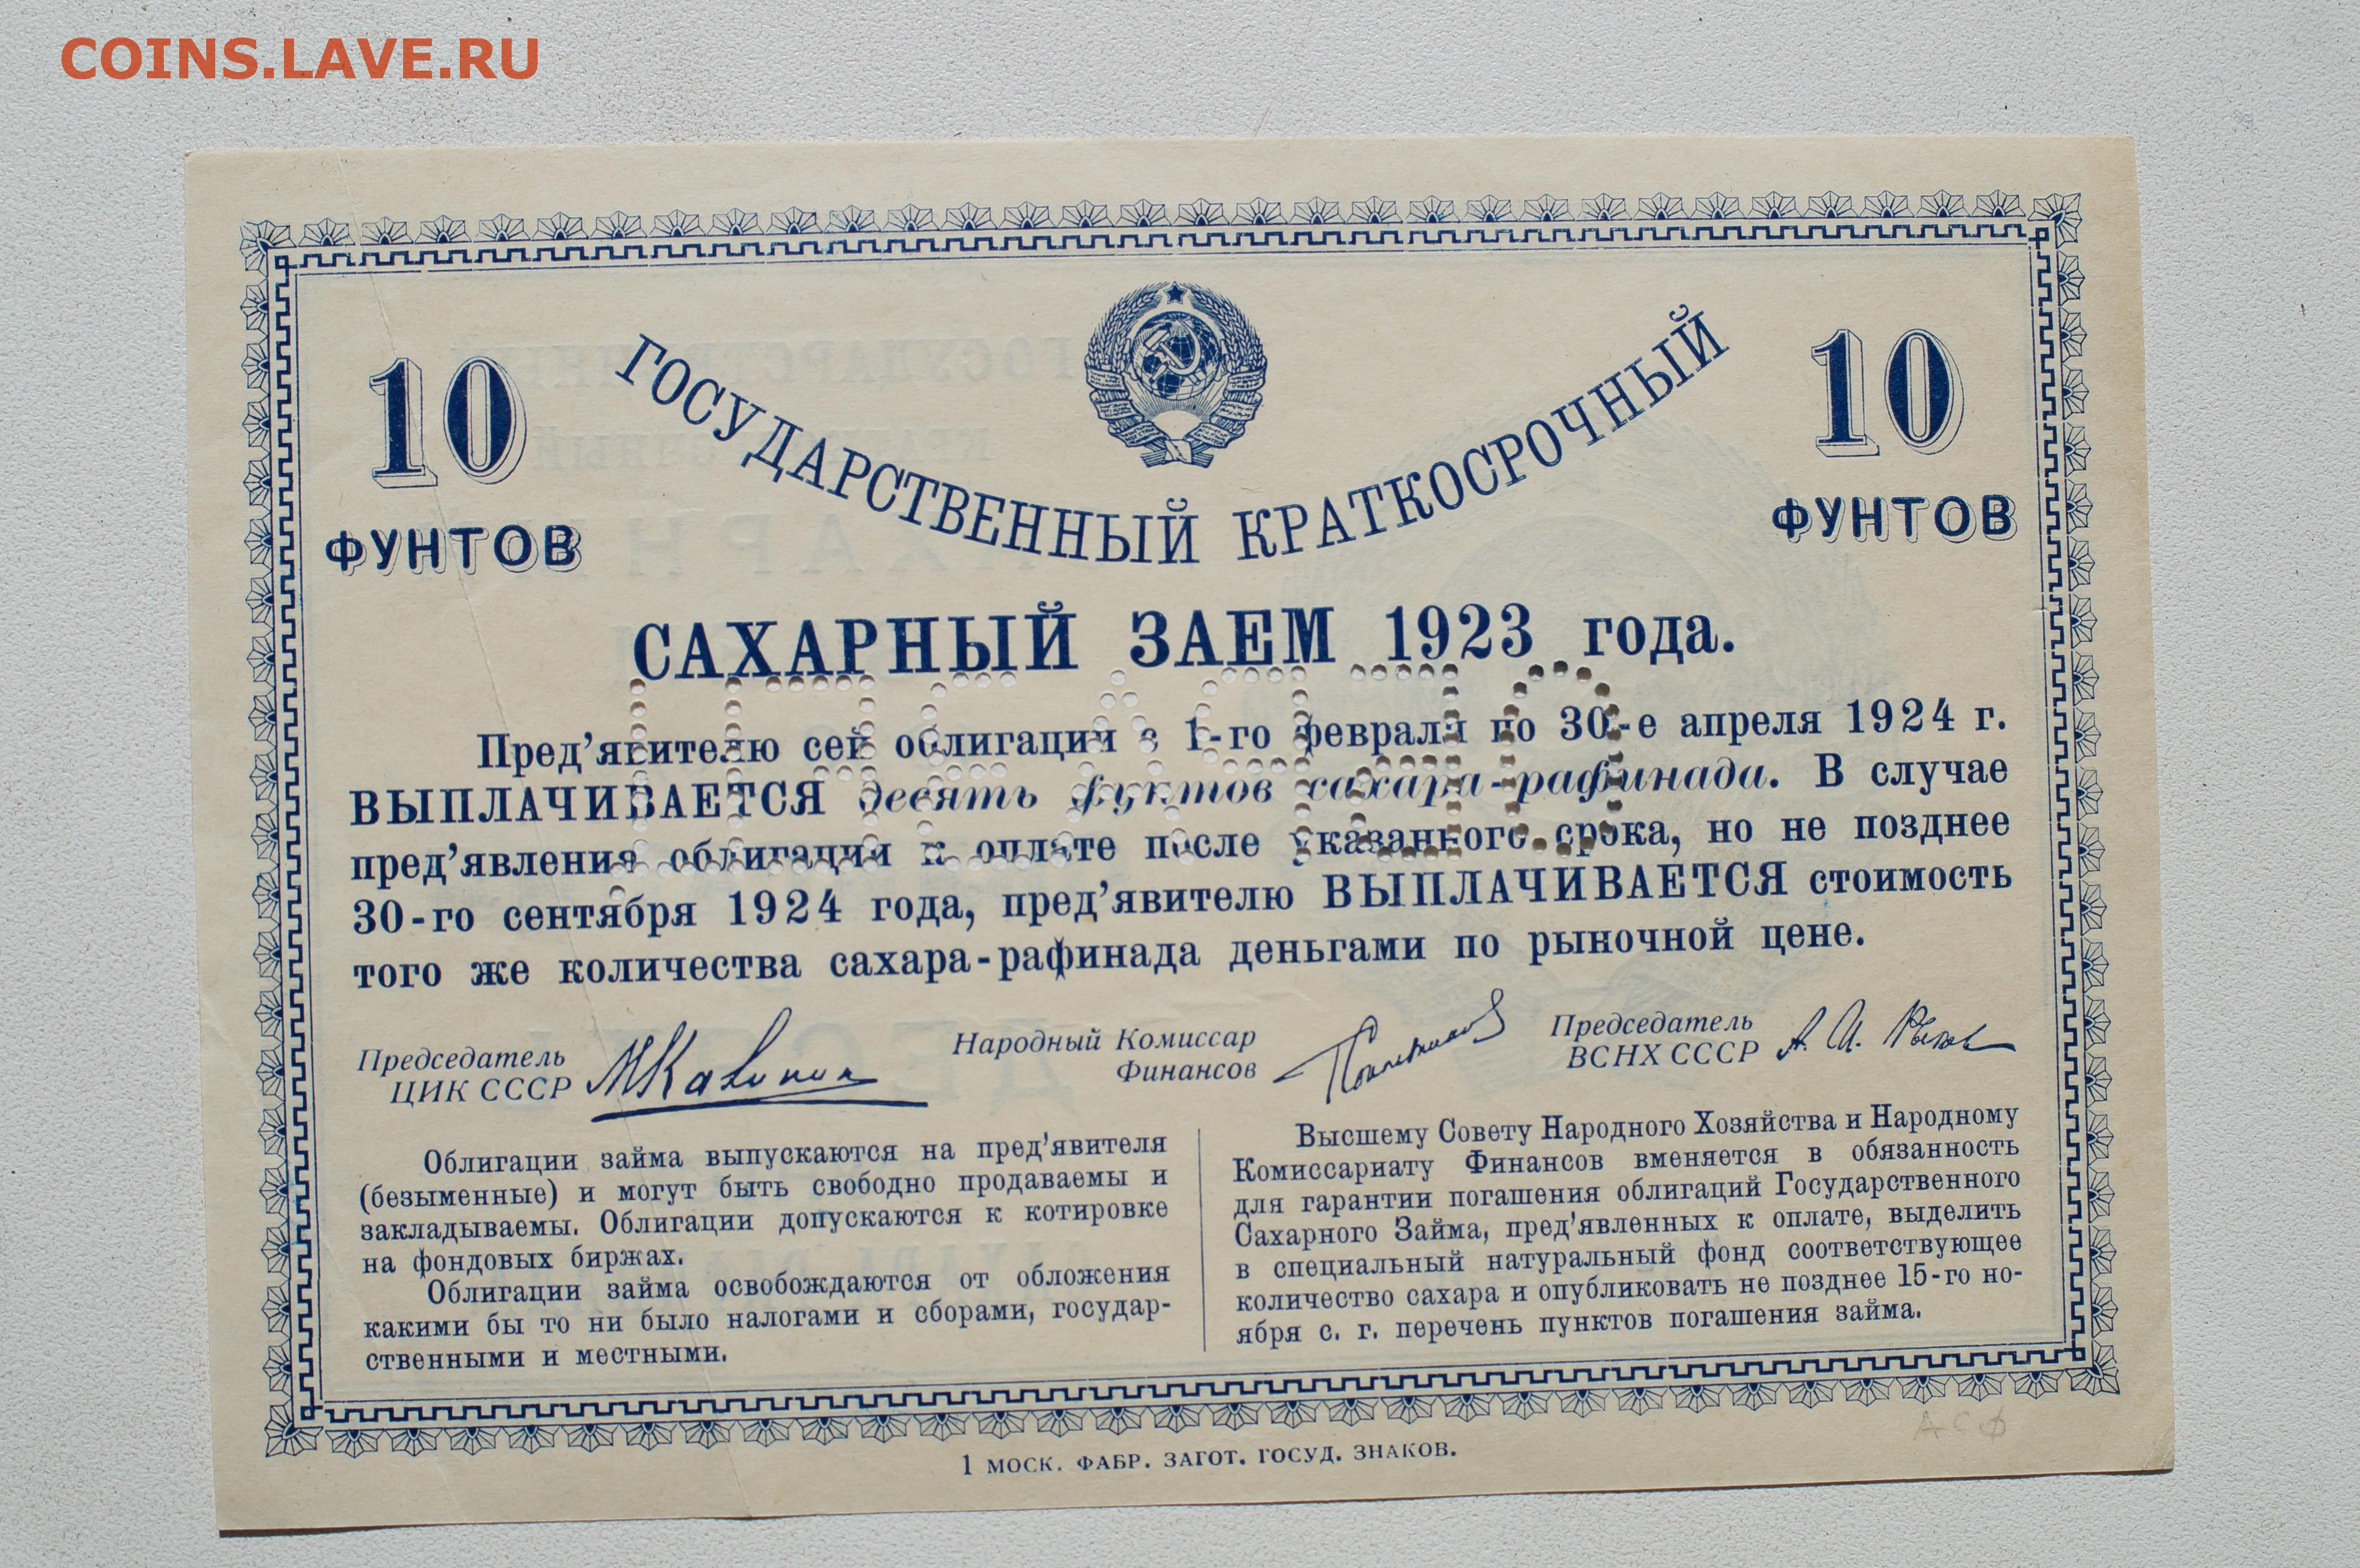 COINS.LAVE.RU
ГОСУДАРСТВЕННЫЙ КРАТКОСРОЧНЫЙ
10 10
ФУНТОВ ФУНТОВ
САХАРНЫЙ ЗАЕМ 1923 года.
Пред’явителю сей облигации с 1-го февраля по 30-е апреля 1924 г.
ВЫПЛАЧИВАЕТСЯ десять фунтов сахара-рафинада. В случае
пред’явления облигации к оплате после указанного срока, но не позднее
30-го сентября 1924 года, пред’явителю ВЫПЛАЧИВАЕТСЯ стоимость
того же количества сахара-рафинада деньгами по рыночной цене.
Председатель
ЦИК СССР
МКалинин
Народный Комиссар
Финансов
Председатель
ВСНХ СССР
А. И. Рыков
Облигации займа выпускаются на пред’явителя
(безыменные) и могут быть свободно продаваемы и
закладываемы. Облигации допускаются к котировке
на фондовых биржах.
Облигации займа освобождаются от обложения
какими бы то ни было налогами и сборами, государ-
ственными и местными.
Высшему Совету Народного Хозяйства и Народному
Комиссариату Финансов вменяется в обязанность
для гарантии погашения облигаций Государственного
Сахарного Займа, пред’явленных к оплате, выделить
в специальный натуральный фонд соответствующее
количество сахара и опубликовать не позднее 15-го но-
ября с. г. перечень пунктов погашения займа.
АСФ
1 МОСК. ФАБР. ЗАГОТ. ГОСУД. ЗНАКОВ.